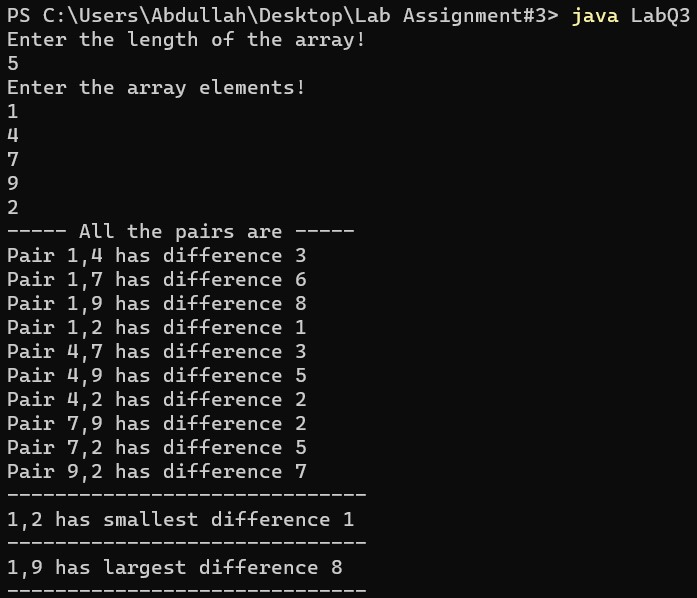 PS C:\Users\Abdullah\Desktop\Lab Assignment#3> java LabQ3
Enter the length of the array!
5
Enter the array elements!
1
4
7
9
2
----- All the pairs are -----
Pair 1,4 has difference 3
Pair 1,7 has difference 6
Pair 1,9 has difference 8
Pair 1,2 has difference 1
Pair 4,7 has difference 3
Pair 4,9 has difference 5
Pair 4,2 has difference 2
Pair 7,9 has difference 2
Pair 7,2 has difference 5
Pair 9,2 has difference 7
------------------------------
1,2 has smallest difference 1
------------------------------
1,9 has largest difference 8
------------------------------